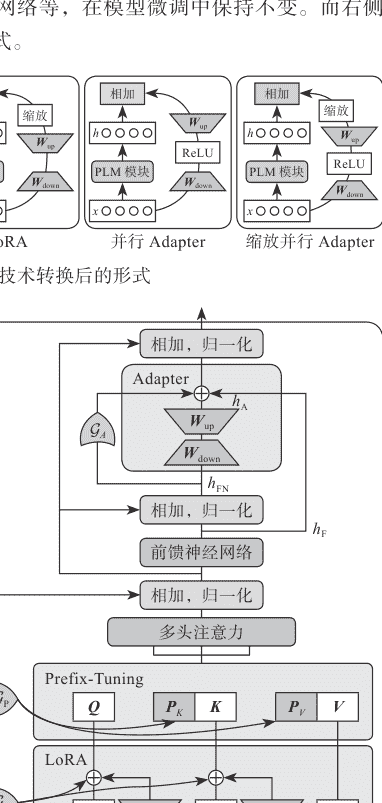 网络等，在模型微调中保持不变。而右侧
式。
相加
相加
缩放
缩放
W_up
W_up
W_up
h
h
ReLU
ReLU
PLM 模块
PLM 模块
W_down
W_down
W_down
x
x
oRA
并行 Adapter
缩放并行 Adapter
技术转换后的形式
相加，归一化
Adapter
h_A
G_A
W_up
W_down
h_FN
相加，归一化
h_F
前馈神经网络
相加，归一化
多头注意力
Prefix-Tuning
G_P
Q
P_K
K
P_V
V
LoRA